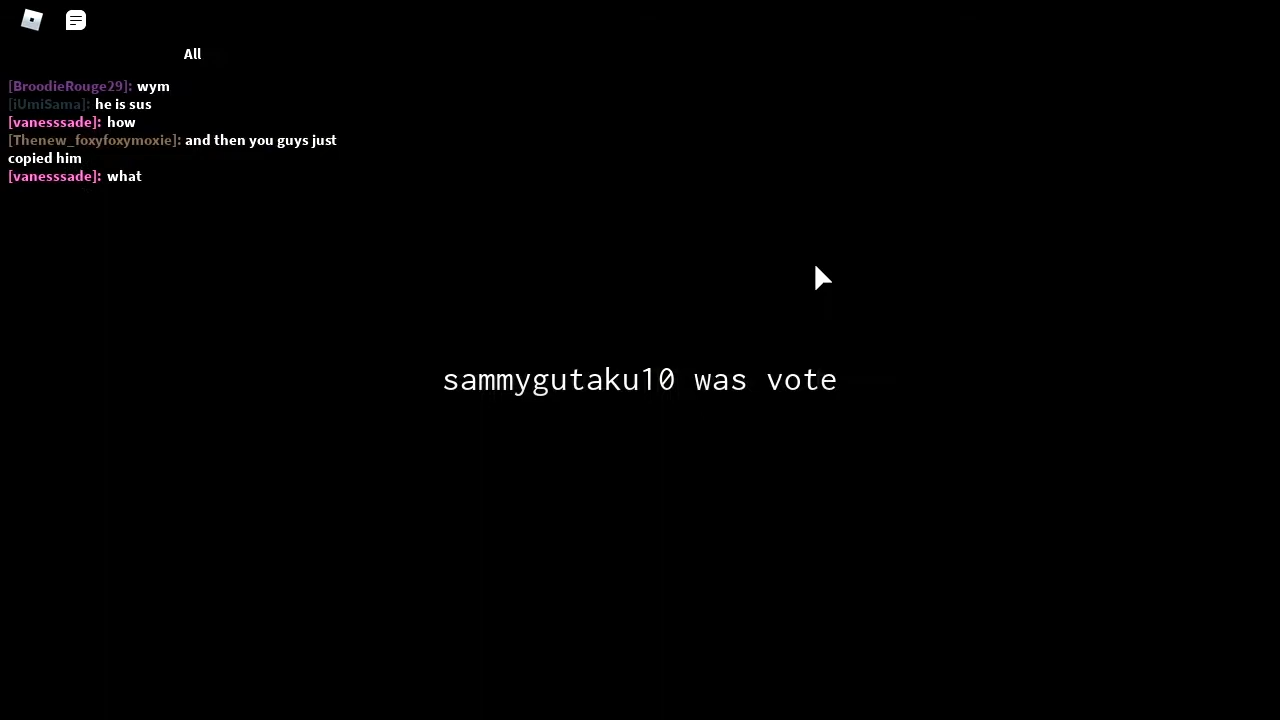 All
[BroodieRouge29]: wym
[iUmiSama]: he is sus
[vanesssade]: how
[Thenew_foxyfoxymoxie]: and then you guys just
copied him
[vanesssade]: what
sammygutaku10 was vote